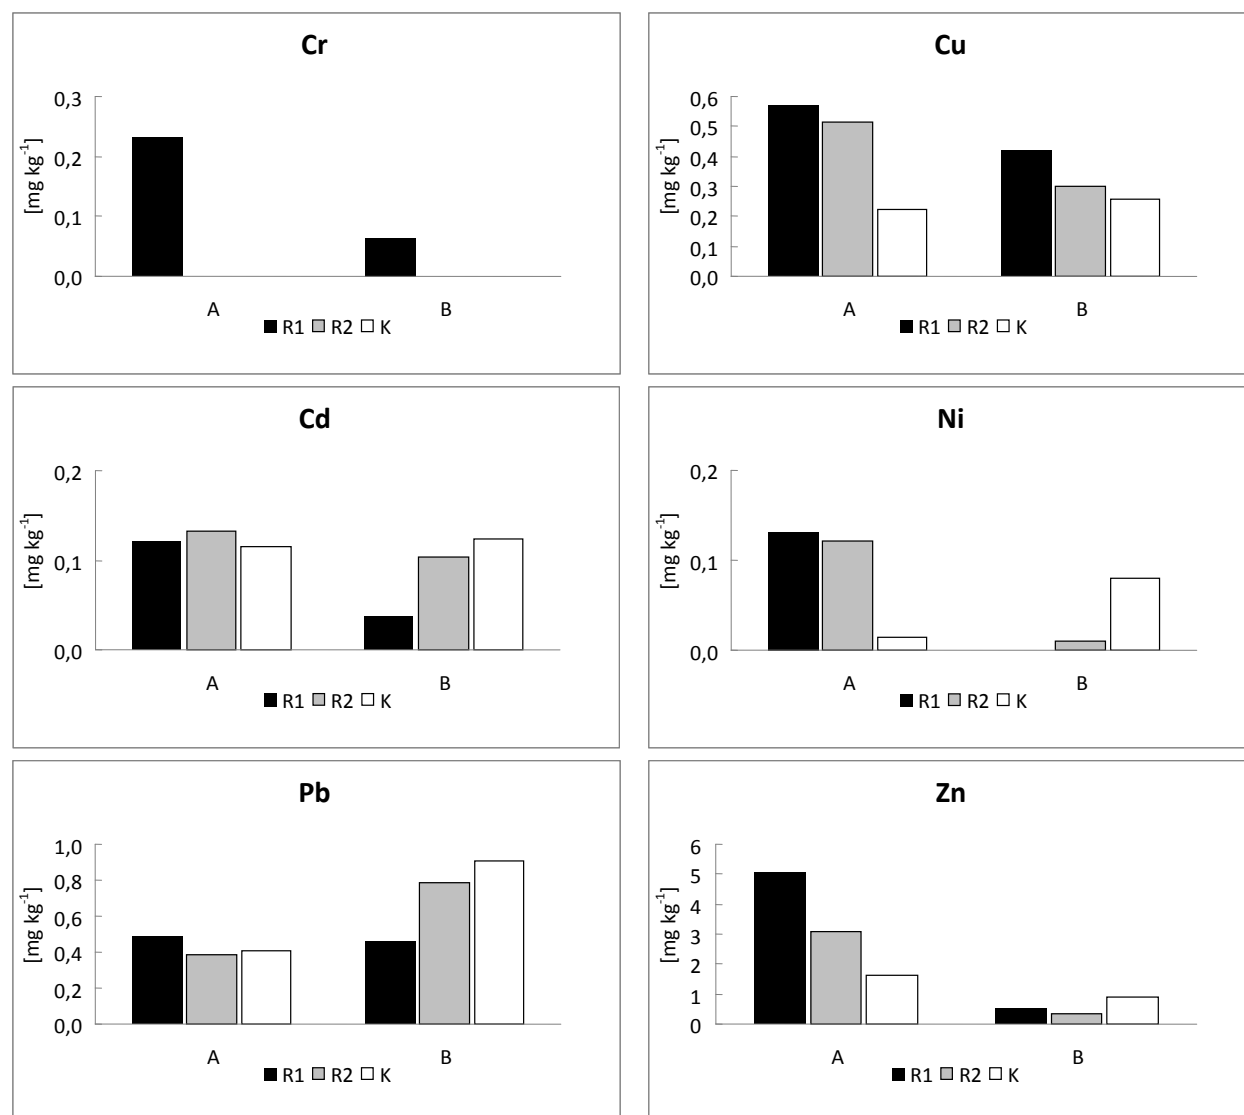 Cr
[mg kg-1]
0,3
0,2
0,1
0,0
A B
R1 R2 K
Cu
[mg kg-1]
0,6
0,5
0,4
0,3
0,2
0,1
0,0
A B
R1 R2 K
Cd
[mg kg-1]
0,2
0,1
0,0
A B
R1 R2 K
Ni
[mg kg-1]
0,2
0,1
0,0
A B
R1 R2 K
Pb
[mg kg-1]
1,0
0,8
0,6
0,4
0,2
0,0
A B
R1 R2 K
Zn
[mg kg-1]
6
5
4
3
2
1
0
A B
R1 R2 K